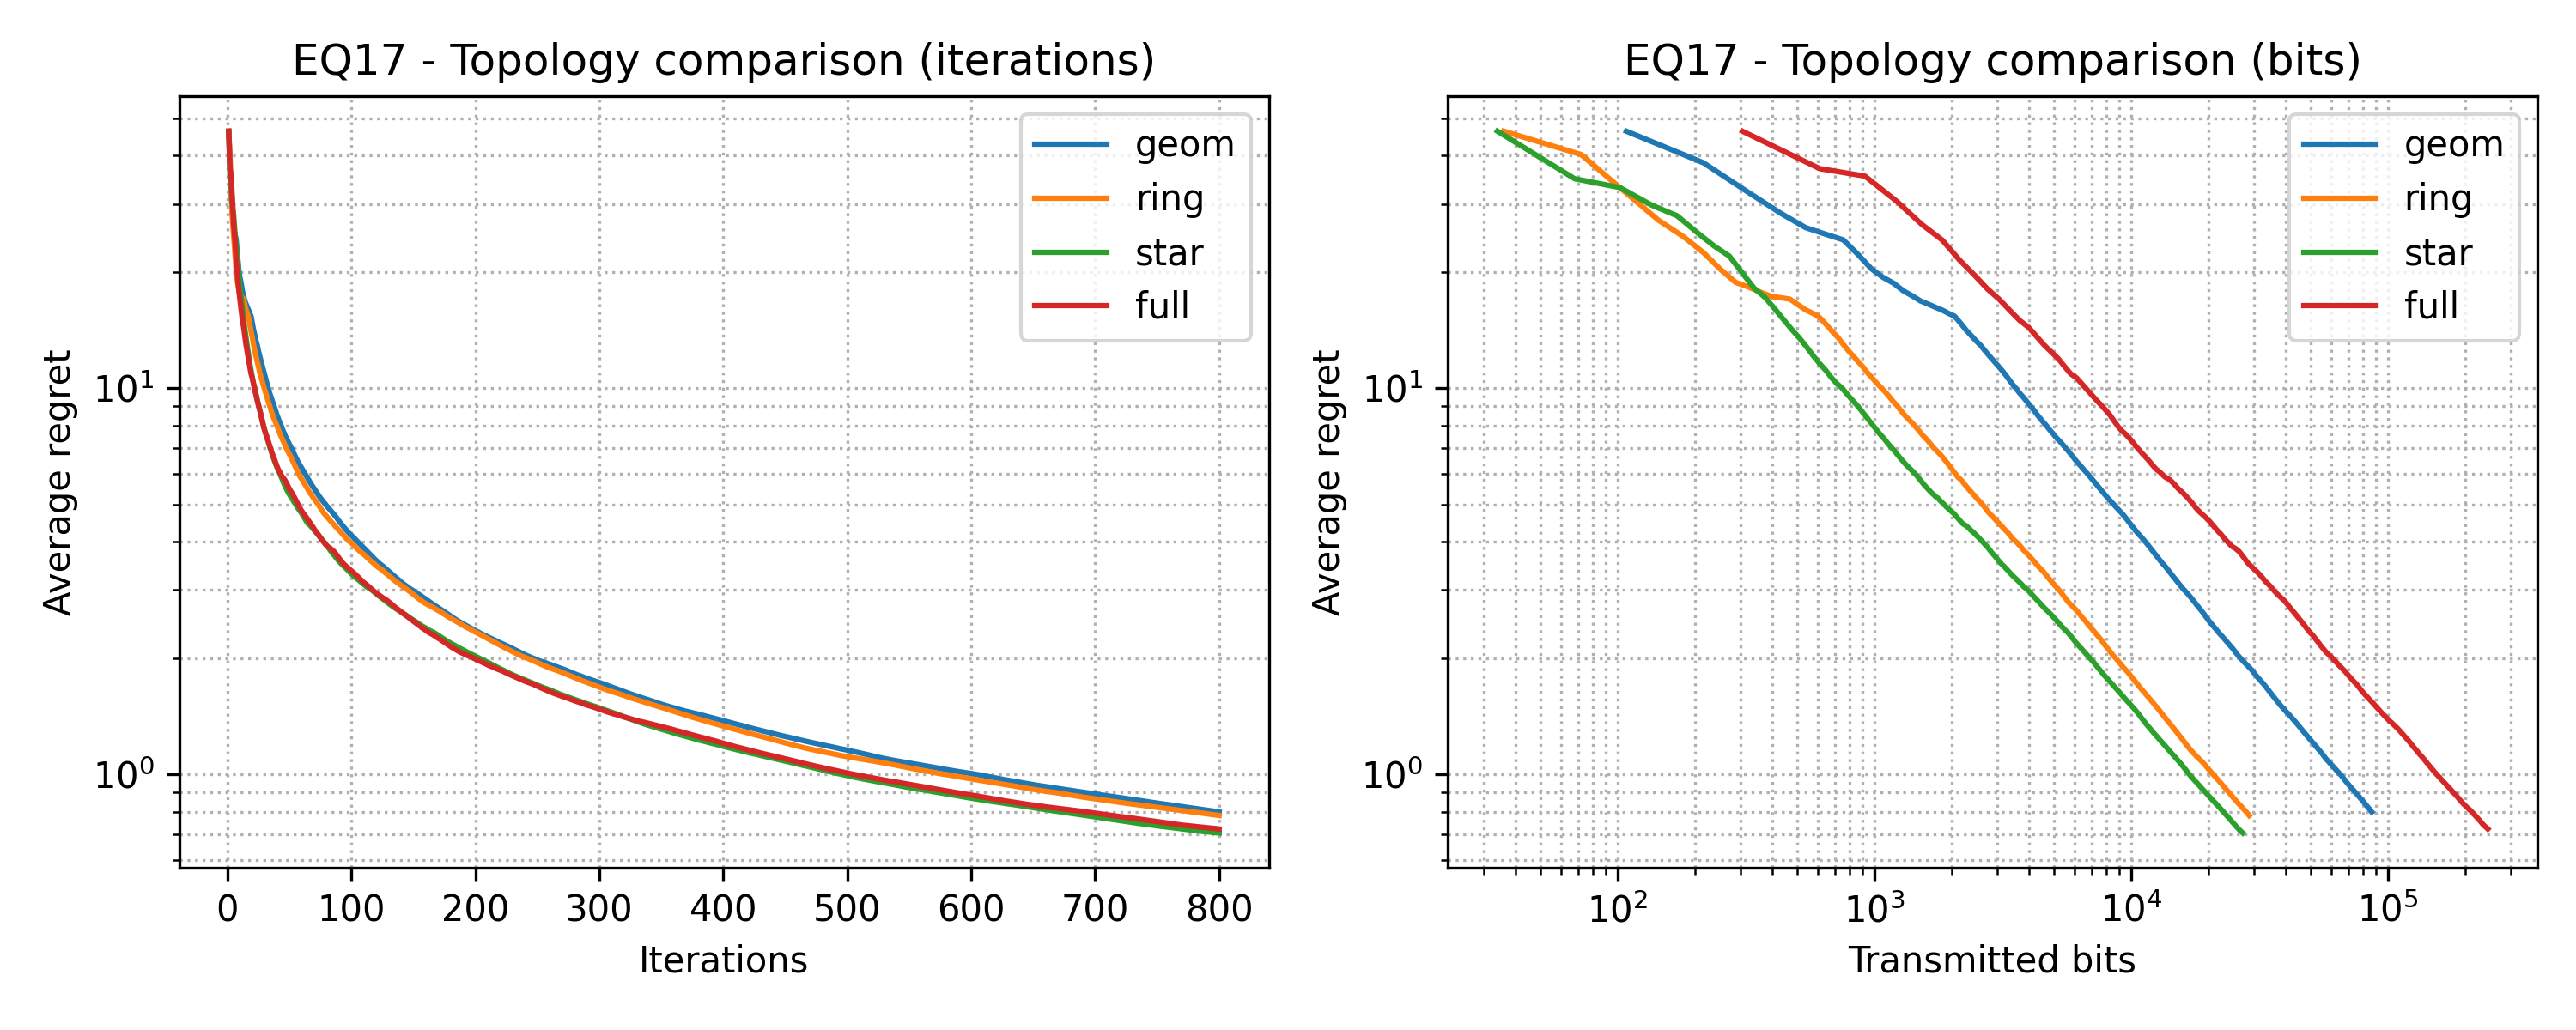 EQ17 - Topology comparison (iterations)
Average regret
10¹
10⁰
0 100 200 300 400 500 600 700 800
Iterations
geom
ring
star
full
EQ17 - Topology comparison (bits)
Average regret
10¹
10⁰
10² 10³ 10⁴ 10⁵
Transmitted bits
geom
ring
star
full